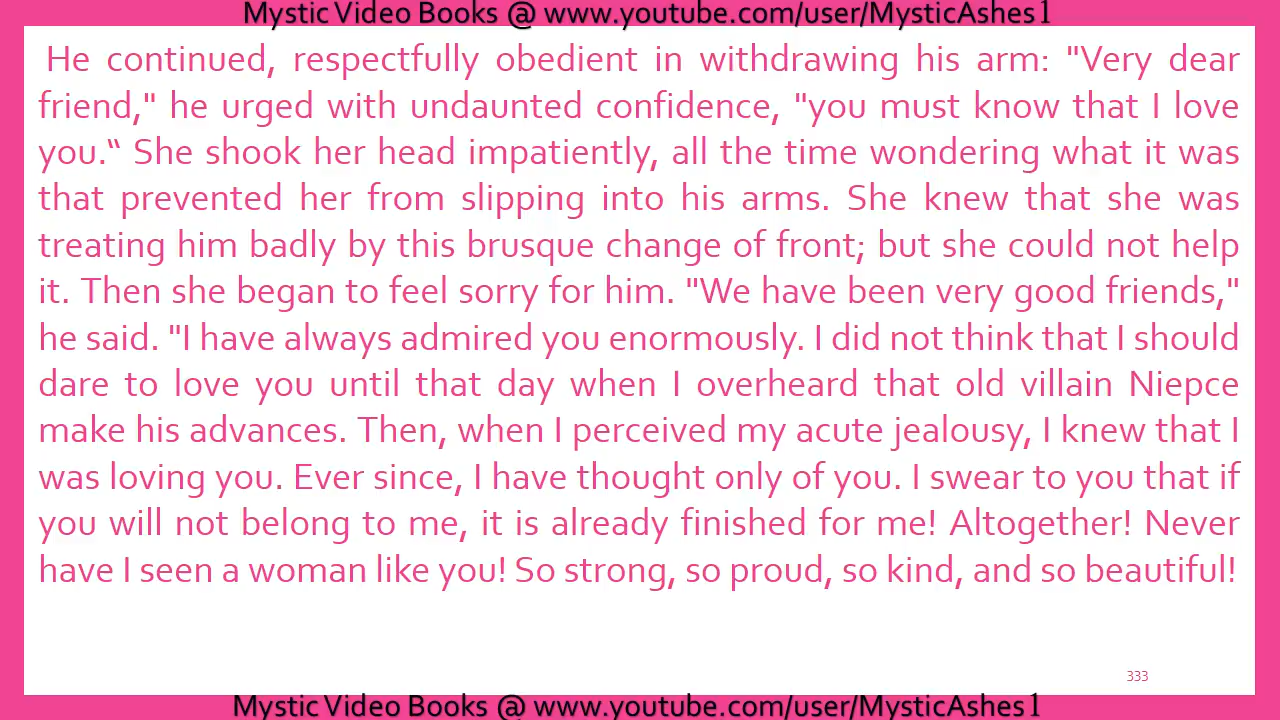 Mystic Video Books @ www.youtube.com/user/MysticAshes1
He continued, respectfully obedient in withdrawing his arm: "Very dear
friend," he urged with undaunted confidence, "you must know that I love
you.“ She shook her head impatiently, all the time wondering what it was
that prevented her from slipping into his arms. She knew that she was
treating him badly by this brusque change of front; but she could not help
it. Then she began to feel sorry for him. "We have been very good friends,"
he said. "I have always admired you enormously. I did not think that I should
dare to love you until that day when I overheard that old villain Niepce
make his advances. Then, when I perceived my acute jealousy, I knew that I
was loving you. Ever since, I have thought only of you. I swear to you that if
you will not belong to me, it is already finished for me! Altogether! Never
have I seen a woman like you! So strong, so proud, so kind, and so beautiful!
333
Mystic Video Books @ www.youtube.com/user/MysticAshes1